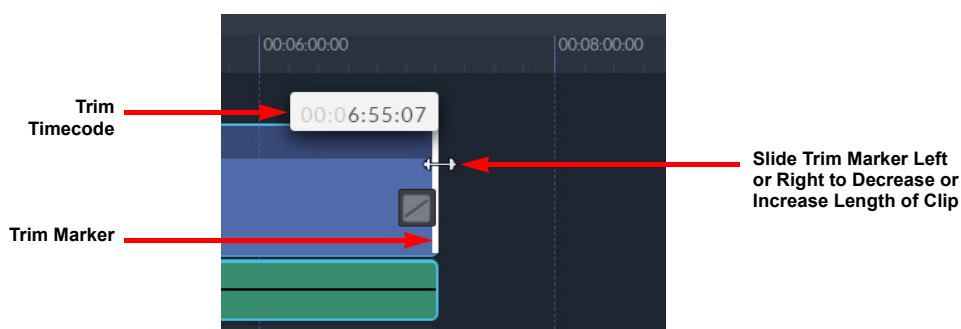 00:06:00:00
00:08:00:00
Trim
Timecode
00:06:55:07
Slide Trim Marker Left
or Right to Decrease or
Increase Length of Clip
Trim Marker